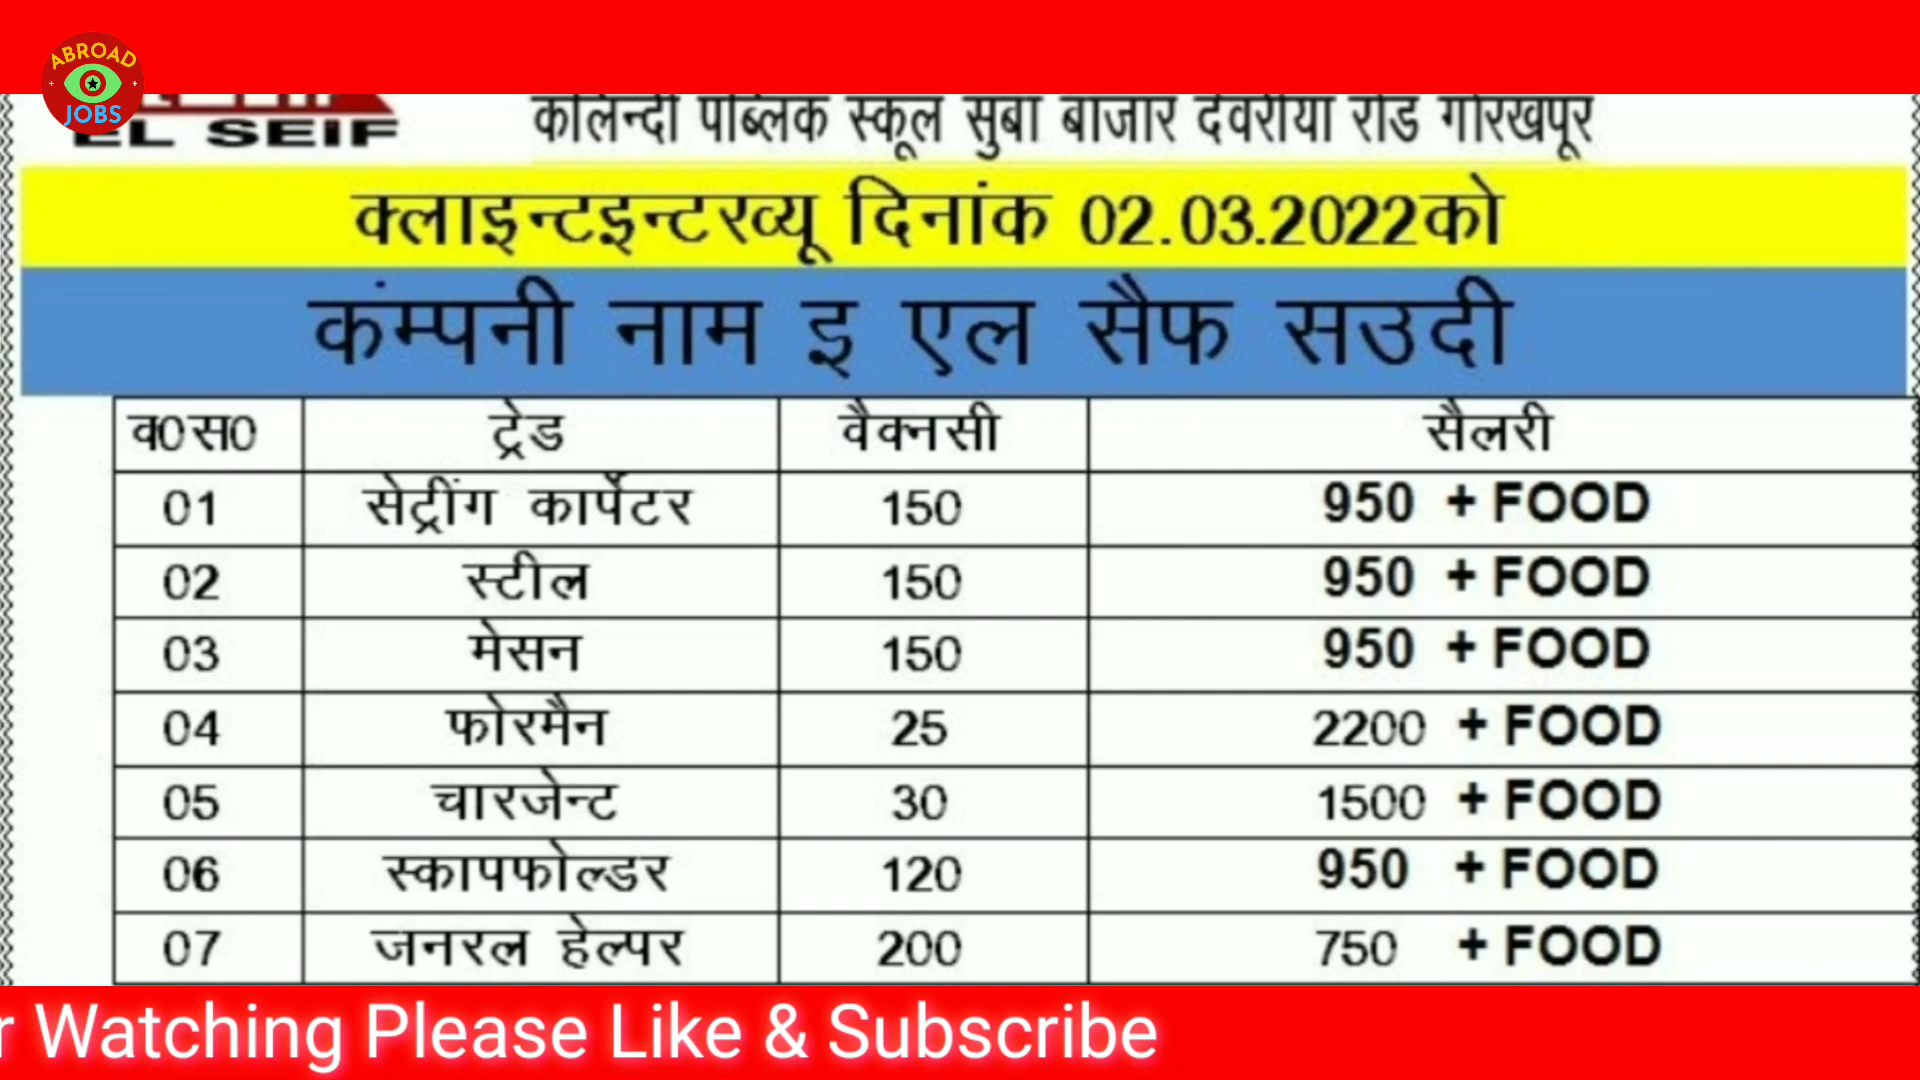 ABROAD
JOBS
EL SEIF
कालिन्दी पब्लिक स्कूल सुबा बाजार देवरीया रोड गोरखपूर
क्लाइन्टइन्टरव्यू दिनांक 02.03.2022को
कंम्पनी नाम इ एल सैफ सउदी
व0स0 ट्रेड वैक्नसी सैलरी
01 सेट्रींग कार्पेटर 150 950 + FOOD
02 स्टील 150 950 + FOOD
03 मेसन 150 950 + FOOD
04 फोरमैन 25 2200 + FOOD
05 चारजेन्ट 30 1500 + FOOD
06 स्कापफोल्डर 120 950 + FOOD
07 जनरल हेल्पर 200 750 + FOOD
r Watching Please Like & Subscribe